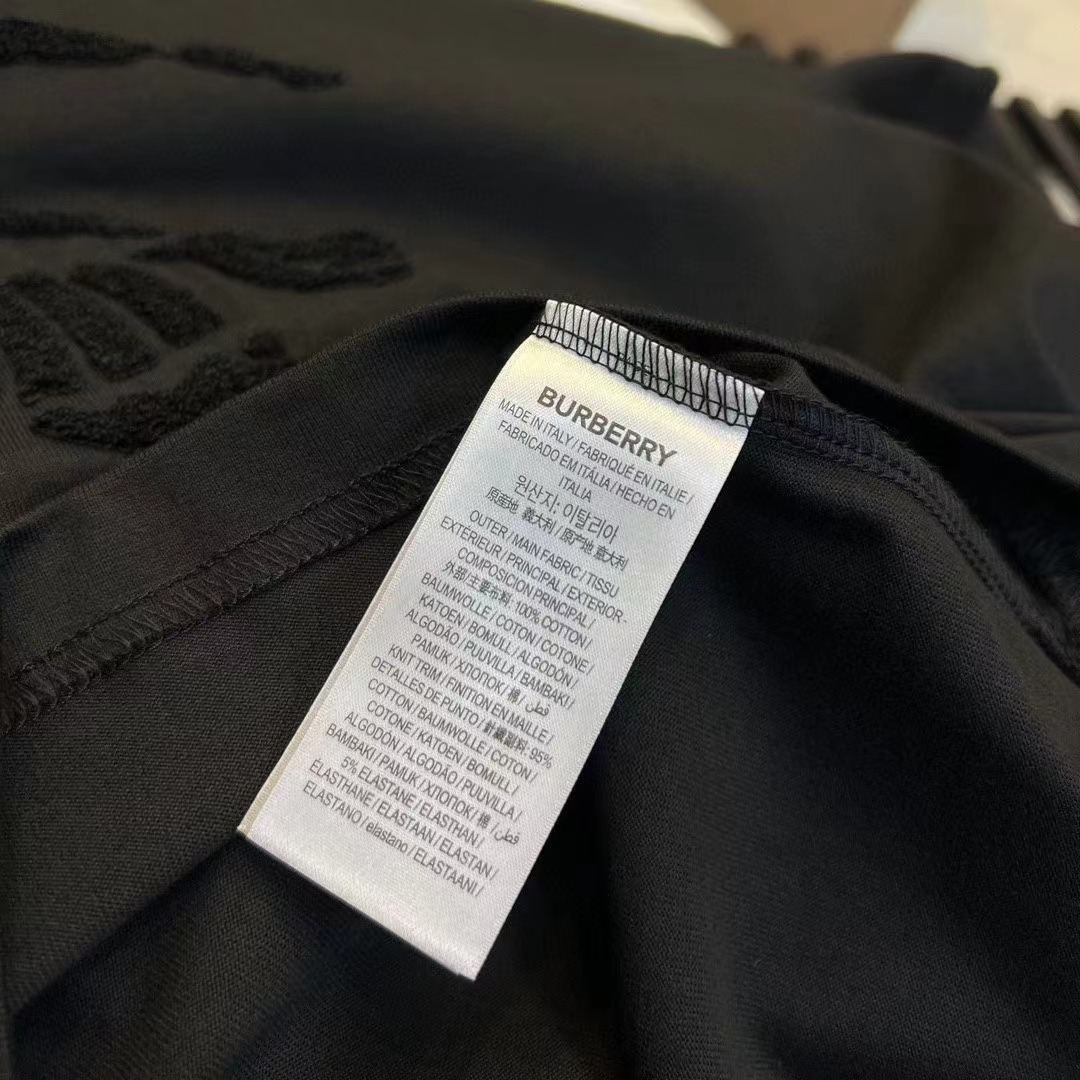 BURBERRY
MADE IN ITALY / FABRIQUÉ EN ITALIE /
FABRICADO EM ITÁLIA / HECHO EN
ITALIA
원산지: 이탈리아
原産地 義大利 / 原产地 意大利
OUTER / MAIN FABRIC / TISSU
EXTÉRIEUR / PRINCIPAL / EXTERIOR-
COMPOSICION PRINCIPAL /
外部/主要布料: 100% COTTON /
BAUMWOLLE / COTON / COTONE /
KATOEN / BOMULL / ALGODÓN /
ALGODÃO / PUUVILLA / BAMBAKI /
PAMUK / ХЛОПОК / 棉 / قطن
KNIT TRIM / FINITION EN MAILLE /
DETALLES DE PUNTO / 針織副料: 95%
COTTON / BAUMWOLLE / COTON /
COTONE / KATOEN / BOMULL /
ALGODÓN / ALGODÃO / PUUVILLA /
BAMBAKI / PAMUK / ХЛОПОК / 棉 / قطن
5% ELASTANE / ELASTHAN /
ÉLASTHANE / ELASTAAN / ELASTAN /
ELASTANO / elastano / ELASTAANI /